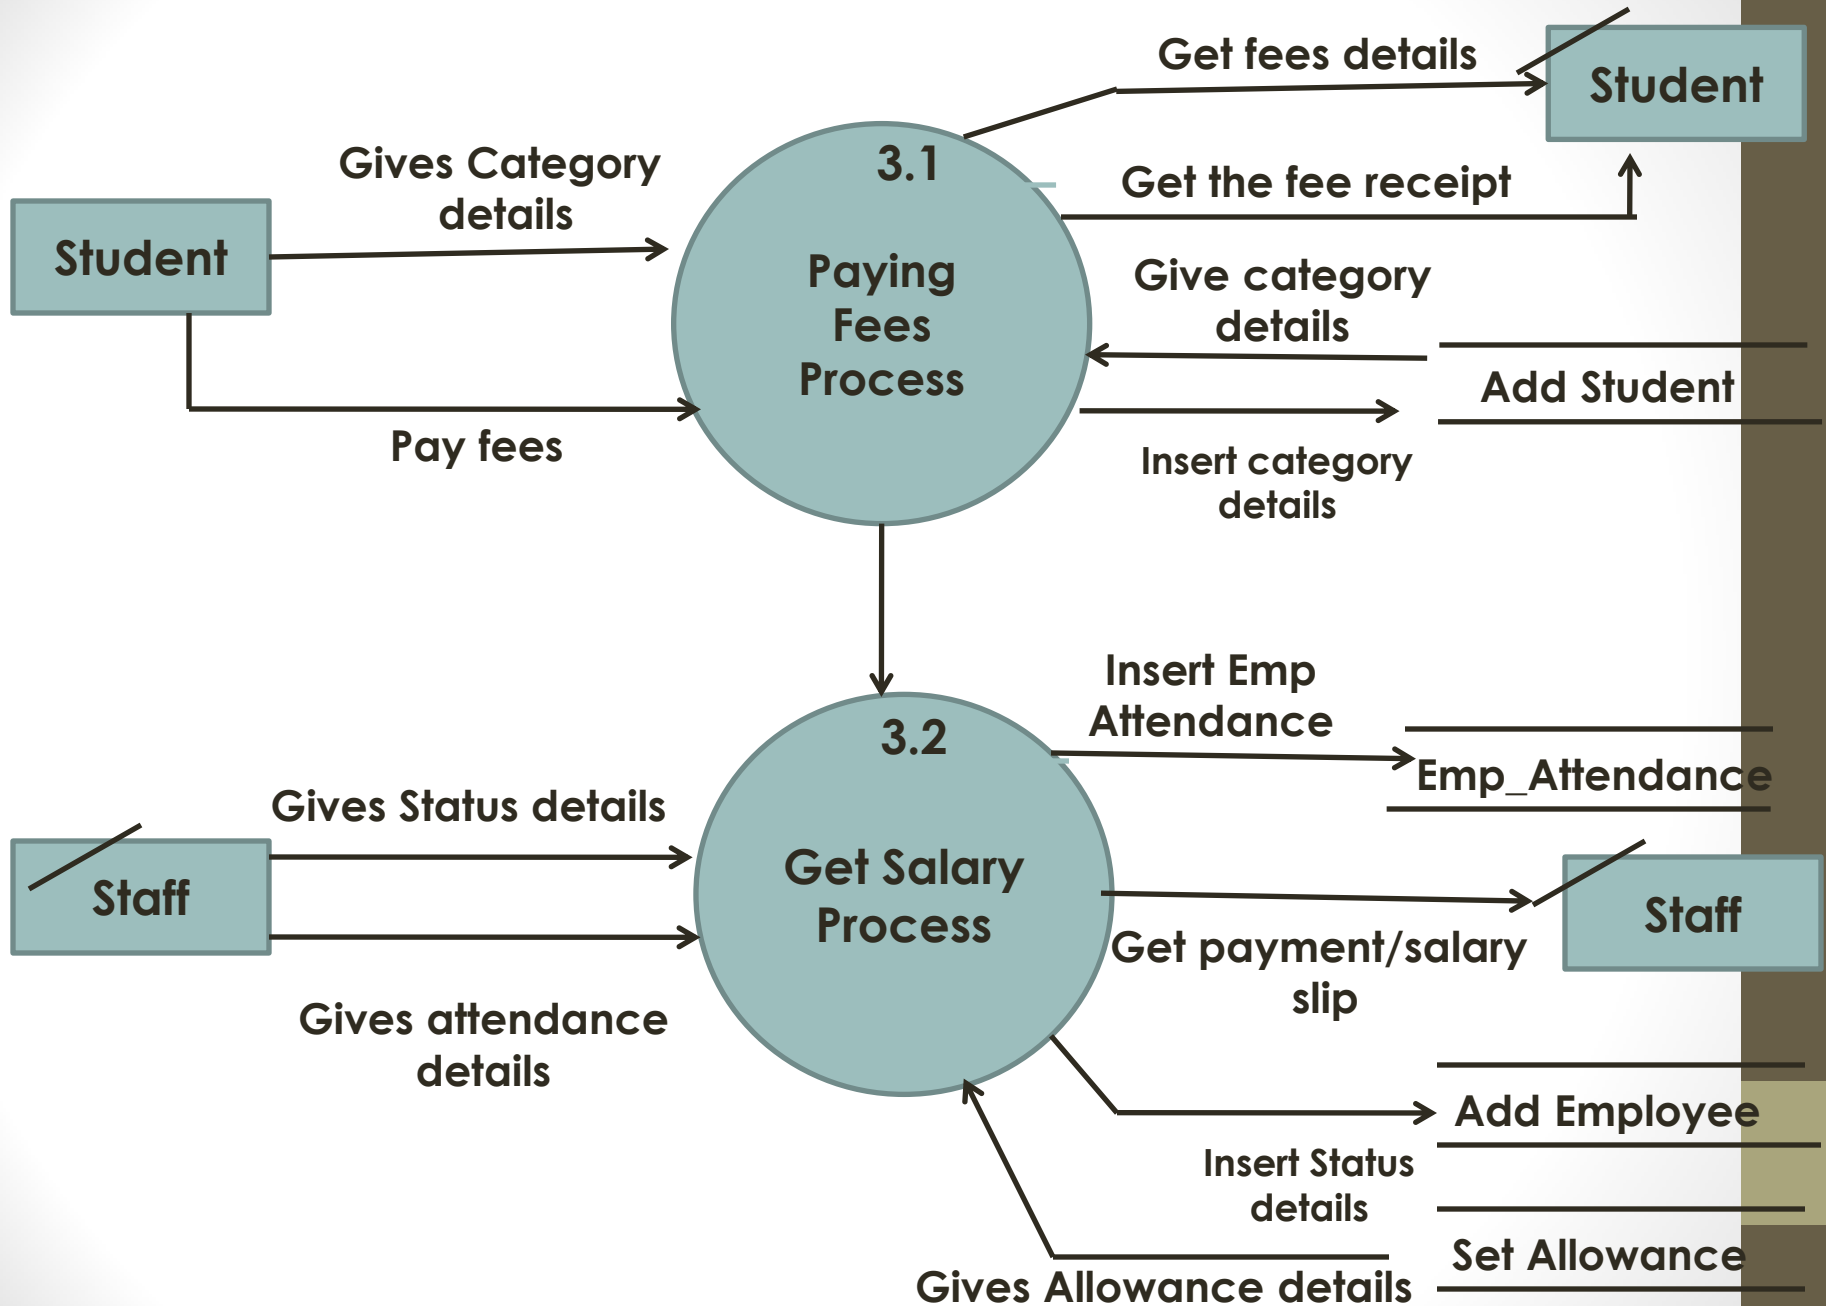 Get fees details
Student
3.1
Gives Category
details
Get the fee receipt
Student
Paying
Fees
Process
Give category
details
Add Student
Pay fees
Insert category
details
Insert Emp
Attendance
3.2
Emp_Attendance
Gives Status details
Staff
Get Salary
Process
Staff
Get payment/salary
slip
Gives attendance
details
Add Employee
Insert Status
details
Set Allowance
Gives Allowance details